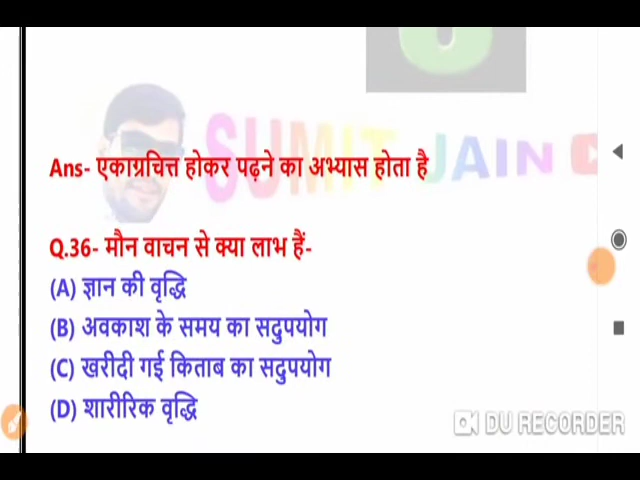 SUMIT JAIN
Ans- एकाग्रचित्त होकर पढ़ने का अभ्यास होता है
Q.36- मौन वाचन से क्या लाभ हैं-
(A) ज्ञान की वृद्धि
(B) अवकाश के समय का सदुपयोग
(C) खरीदी गई किताब का सदुपयोग
(D) शारीरिक वृद्धि
DU RECORDER